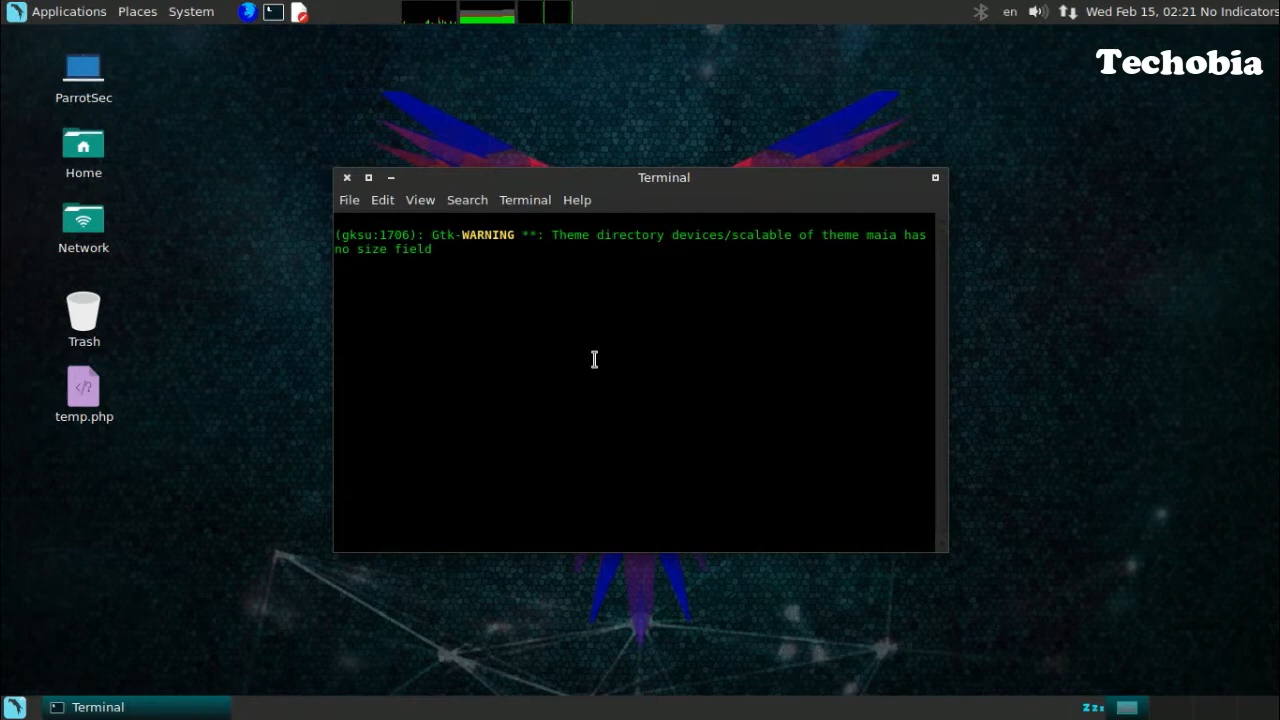 Applications Places System
en
Wed Feb 15, 02:21 No Indicators
Techobia
ParrotSec
Home
Network
Trash
temp.php
Terminal
File Edit View Search Terminal Help
(gksu:1706): Gtk-WARNING **: Theme directory devices/scalable of theme maia has
no size field
Terminal
zzz